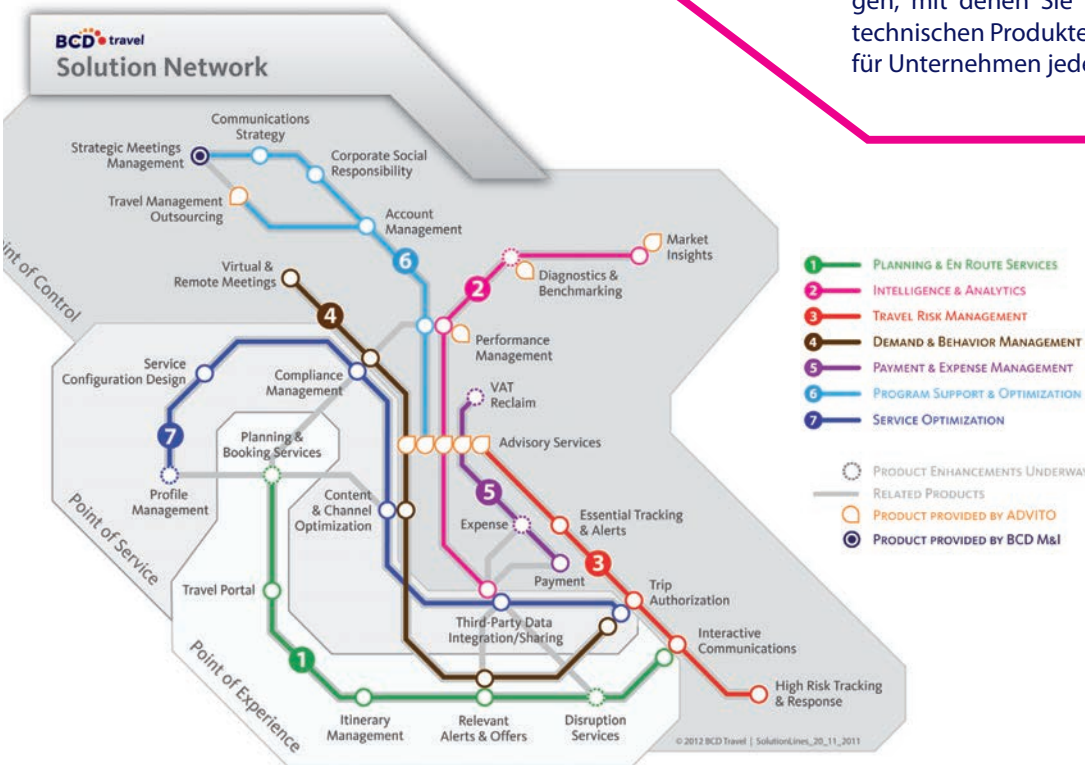 gen, mit denen Sie
technischen Produkte
für Unternehmen jede
BCD travel
Solution Network
Communications
Strategy
Strategic Meetings
Management
Corporate Social
Responsibility
Travel Management
Outsourcing
Account
Management
6
Market
Insights
Diagnostics &
Benchmarking
2
Virtual &
Remote Meetings
4
Point of Control
Performance
Management
Service
Configuration Design
Compliance
Management
VAT
Reclaim
7
Planning &
Booking Services
Advisory Services
Profile
Management
5
Content
& Channel
Optimization
Expense
Essential Tracking
& Alerts
3
Point of Service
Payment
Travel Portal
Trip
Authorization
Third-Party Data
Integration/Sharing
Interactive
Communications
1
Point of Experience
High Risk Tracking
& Response
Itinerary
Management
Relevant
Alerts & Offers
Disruption
Services
© 2012 BCD Travel | SolutionLines_20_11_2011
1 PLANNING & EN ROUTE SERVICES
2 INTELLIGENCE & ANALYTICS
3 TRAVEL RISK MANAGEMENT
4 DEMAND & BEHAVIOR MANAGEMENT
5 PAYMENT & EXPENSE MANAGEMENT
6 PROGRAM SUPPORT & OPTIMIZATION
7 SERVICE OPTIMIZATION
PRODUCT ENHANCEMENTS UNDERWA
RELATED PRODUCTS
PRODUCT PROVIDED BY ADVITO
PRODUCT PROVIDED BY BCD M&I